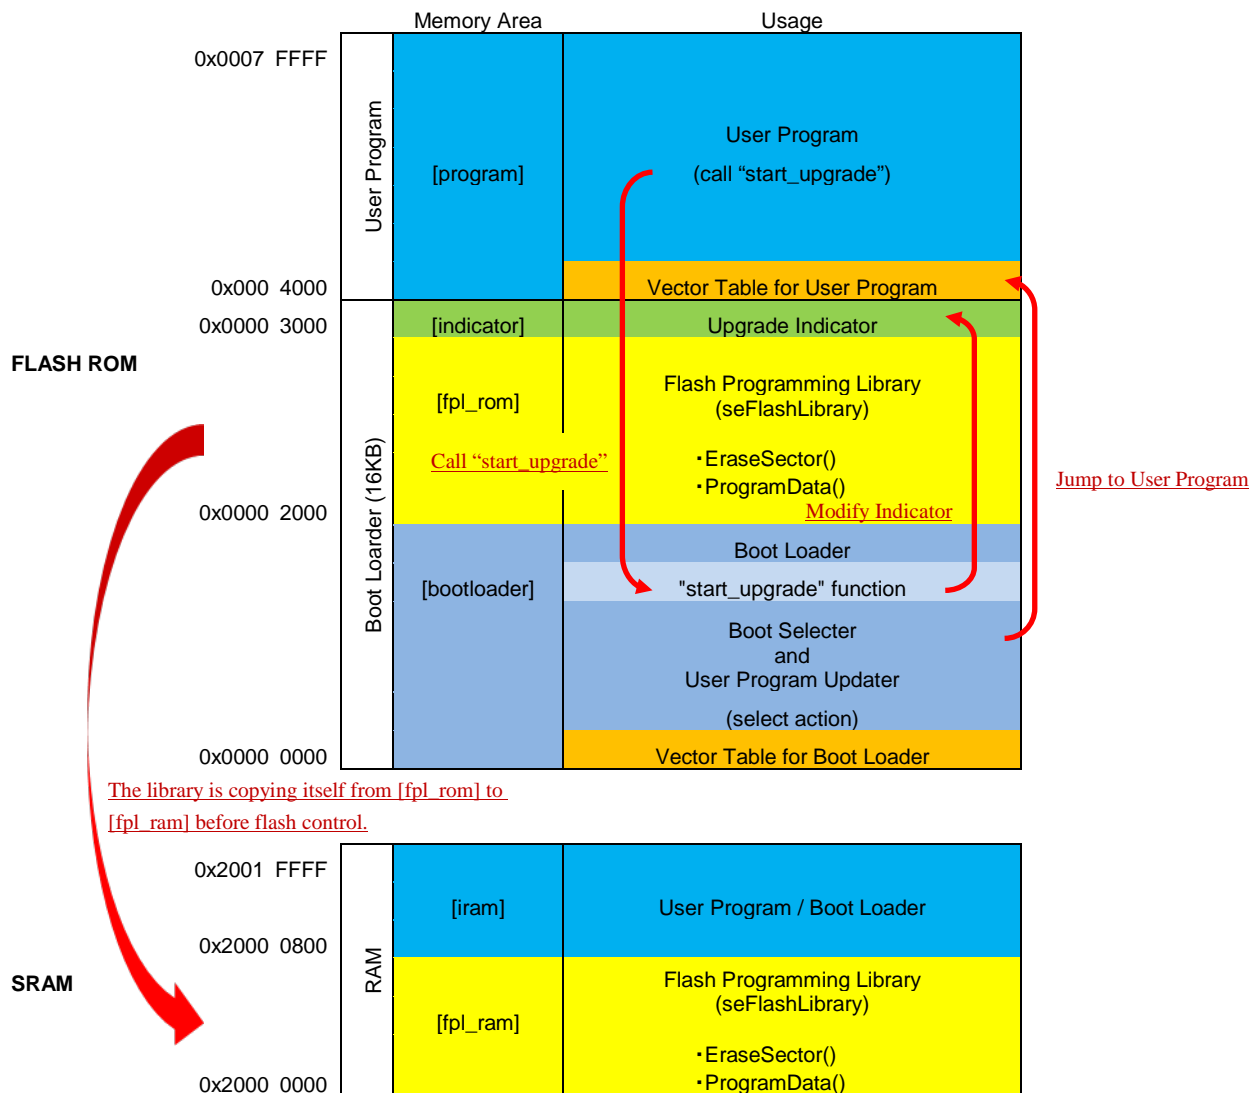 Memory Area
Usage
0x0007 FFFF
User Program
[program]
User Program
(call “start_upgrade”)
0x000 4000
Vector Table for User Program
0x0000 3000
[indicator]
Upgrade Indicator
FLASH ROM
Boot Loarder (16KB)
[fpl_rom]
Flash Programming Library
(seFlashLibrary)
Call “start_upgrade”
・EraseSector()
・ProgramData()
Jump to User Program
Modify Indicator
0x0000 2000
Boot Loader
[bootloader]
"start_upgrade" function
Boot Selecter
and
User Program Updater
(select action)
0x0000 0000
Vector Table for Boot Loader
The library is copying itself from [fpl_rom] to
[fpl_ram] before flash control.
0x2001 FFFF
[iram]
User Program / Boot Loader
0x2000 0800
RAM
SRAM
Flash Programming Library
(seFlashLibrary)
[fpl_ram]
・EraseSector()
・ProgramData()
0x2000 0000